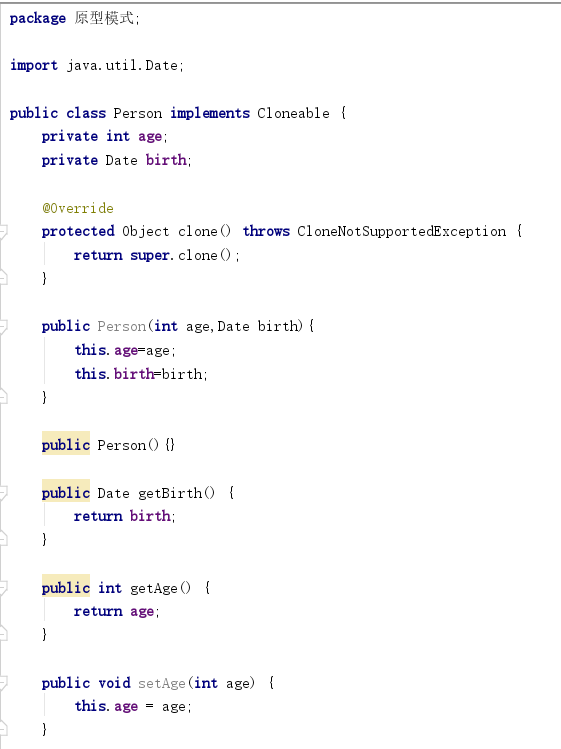 package 原型模式;
import java.util.Date;
public class Person implements Cloneable {
private int age;
private Date birth;
@Override
protected Object clone() throws CloneNotSupportedException {
return super.clone();
}
public Person(int age,Date birth){
this.age=age;
this.birth=birth;
}
public Person(){}
public Date getBirth() {
return birth;
}
public int getAge() {
return age;
}
public void setAge(int age) {
this.age = age;
}